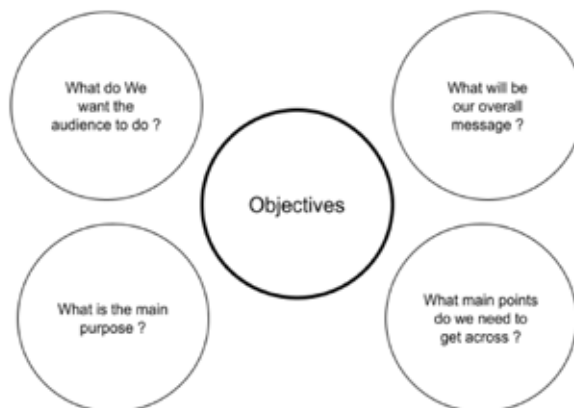 What do We
want the
audience to do ?
What will be
our overall
message ?
Objectives
What is the main
purpose ?
What main points
do we need to
get across ?